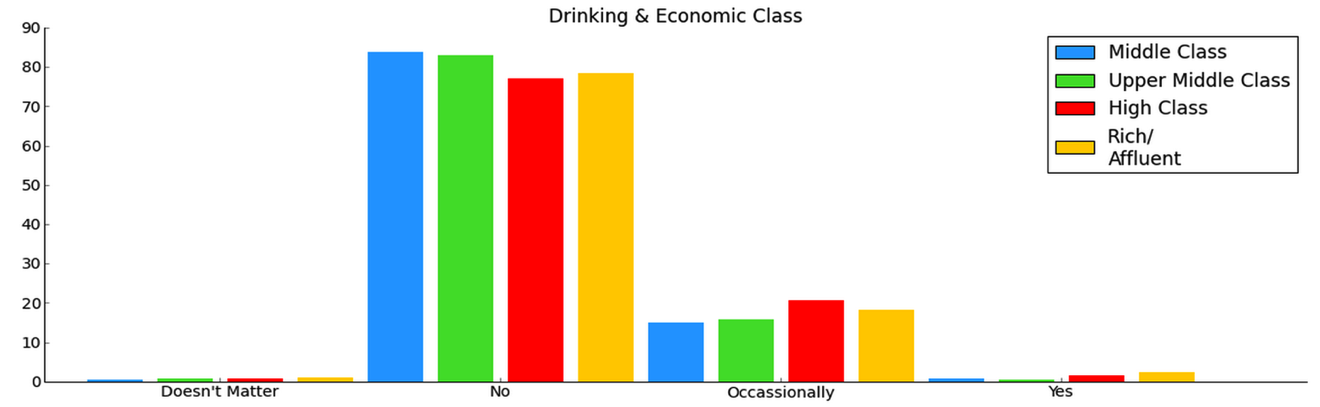 Drinking & Economic Class
90
80
70
60
50
40
30
20
10
0
Middle Class
Upper Middle Class
High Class
Rich/
Affluent
Doesn't Matter No Occassionally Yes